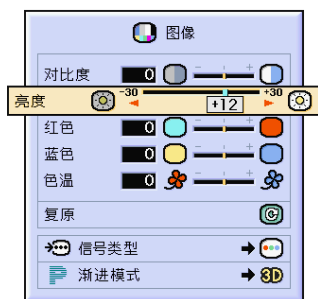 图像
对比度 0 - +
亮度 -30 +12 +30
红色 0 - +
蓝色 0 - +
色温 0 - +
复原
信号类型
P 渐进模式 3D